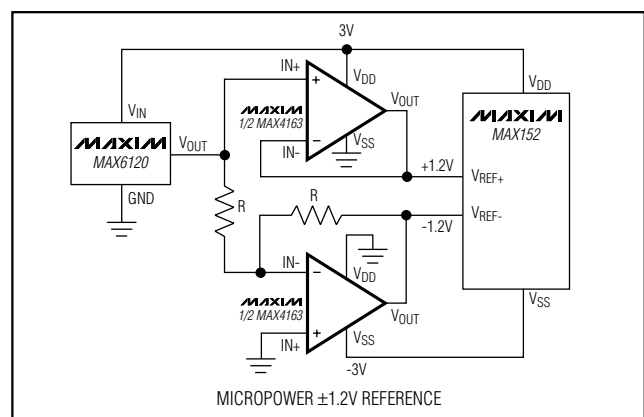 3V
IN+
+
VDD
VDD
VIN
MAXIM
1/2 MAX4163
VOUT
MAXIM
MAX152
MAXIM
MAX6120
VOUT
−
VSS
IN-
+1.2V
VREF+
GND
R
R
-1.2V
VREF-
IN-
−
VDD
MAXIM
1/2 MAX4163
VOUT
+
VSS
VSS
IN+
-3V
MICROPOWER ±1.2V REFERENCE